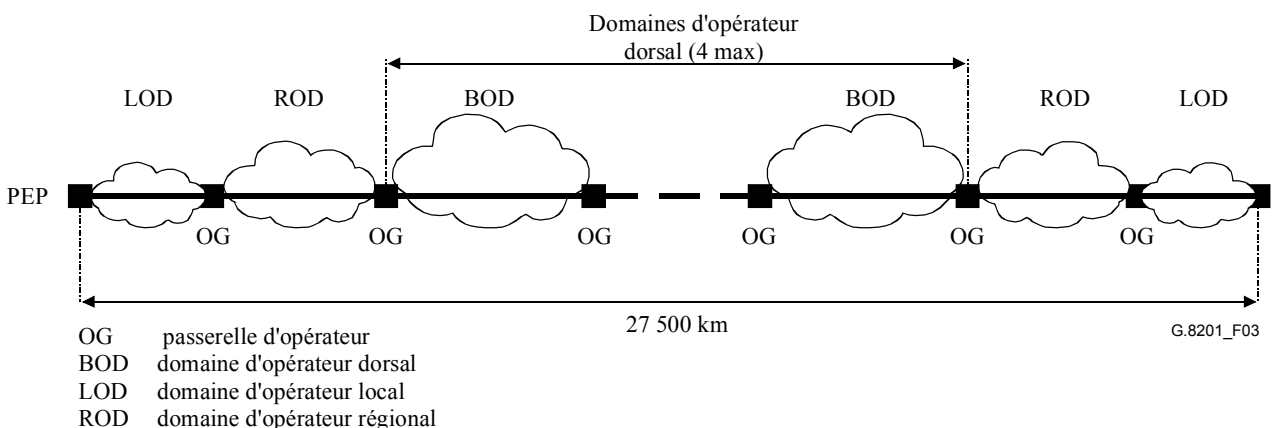 Domaines d'opérateur
dorsal (4 max)
LOD ROD BOD BOD ROD LOD
PEP
OG OG OG OG OG OG
27 500 km
G.8201_F03
OG passerelle d'opérateur
BOD domaine d'opérateur dorsal
LOD domaine d'opérateur local
ROD domaine d'opérateur régional